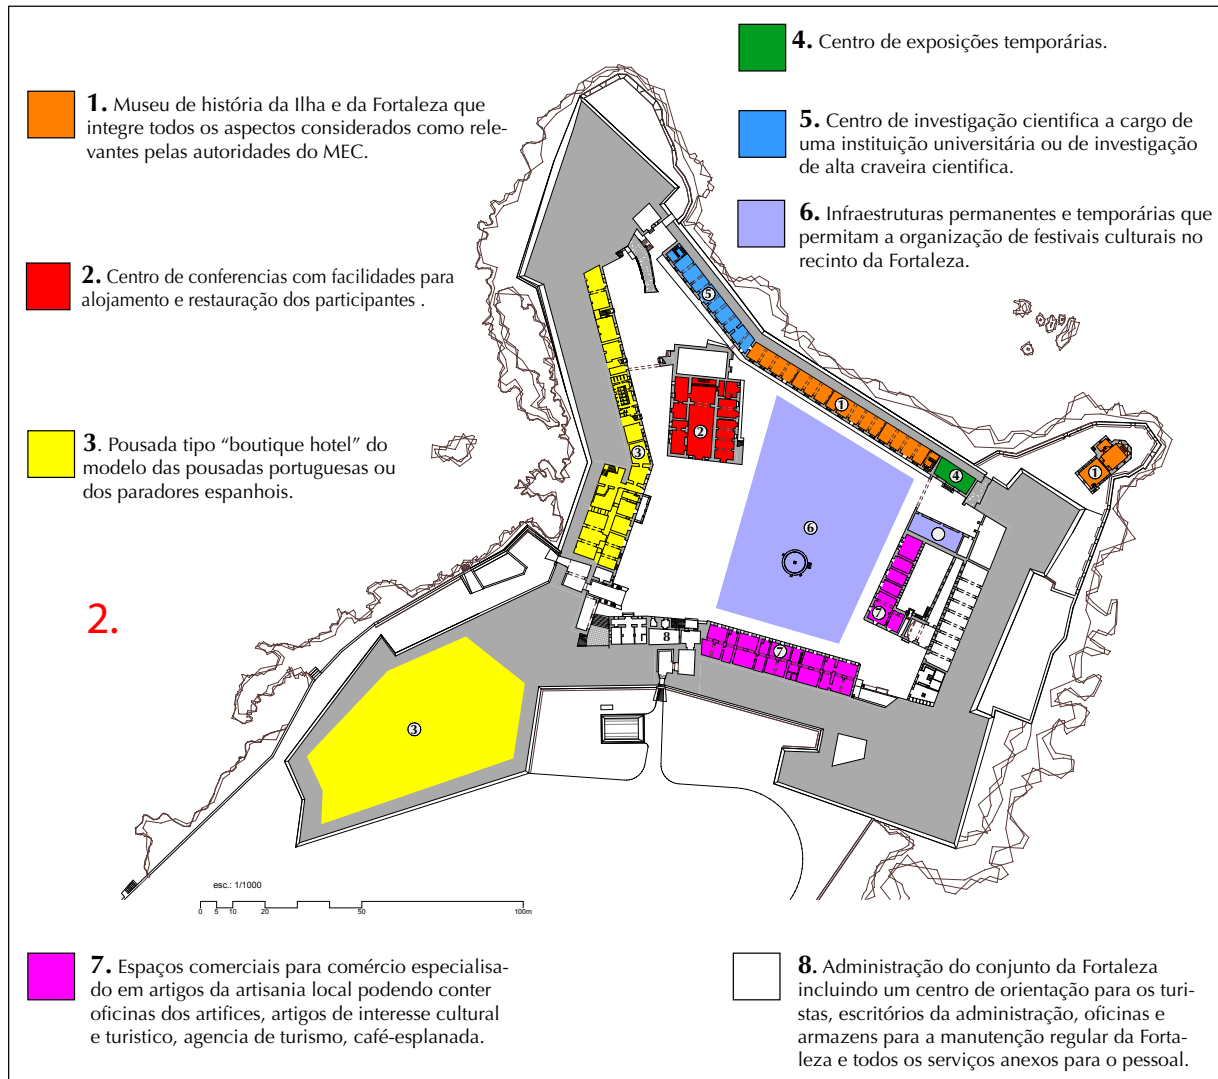 1. Museu de história da Ilha e da Fortaleza que
integre todos os aspectos considerados como rele-
vantes pelas autoridades do MEC.
2. Centro de conferencias com facilidades para
alojamento e restauração dos participantes .
3. Pousada tipo “boutique hotel” do
modelo das pousadas portuguesas ou
dos paradores espanhois.
4. Centro de exposições temporárias.
5. Centro de investigação cientifica a cargo de
uma instituição universitária ou de investigação
de alta craveira cientifica.
6. Infraestruturas permanentes e temporárias que
permitam a organização de festivais culturais no
recinto da Fortaleza.
5
1
2
3
4
1
6
7
8
7
3
2.
esc.: 1/1000
0 5 10 20 50 100m
7. Espaços comerciais para comércio especialisa-
do em artigos da artisania local podendo conter
oficinas dos artifices, artigos de interesse cultural
e turistico, agencia de turismo, café-esplanada.
8. Administração do conjunto da Fortaleza
incluindo um centro de orientação para os turi-
stas, escritórios da administração, oficinas e
armazens para a manutenção regular da Forta-
leza e todos os serviços anexos para o pessoal.